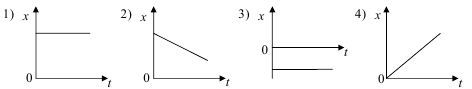 1) x 0 t
2) x 0 t
3) x 0 t
4) x 0 t